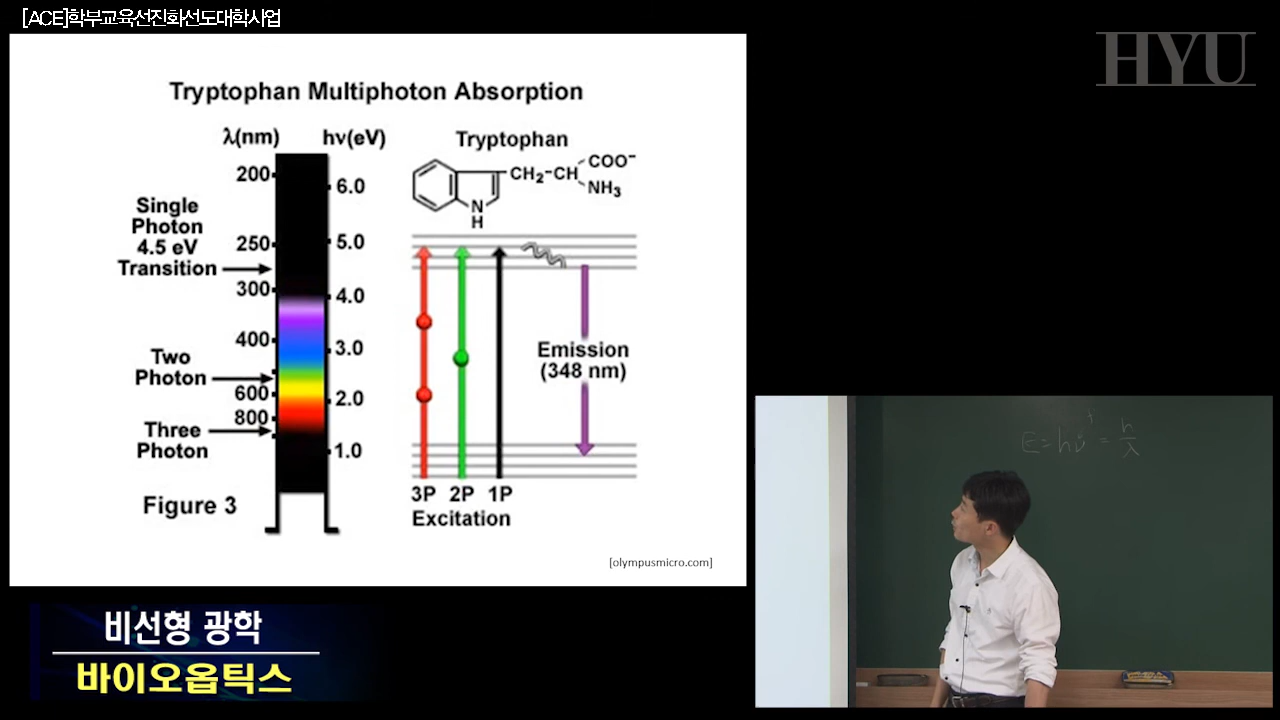 [ACE]학부교육선진화선도대학사업
HYU
Tryptophan Multiphoton Absorption
λ(nm)
hν(eV)
200
250
300
400
600
800
6.0
5.0
4.0
3.0
2.0
1.0
Single
Photon
4.5 eV
Transition
Two
Photon
Three
Photon
Figure 3
Tryptophan
CH₂-CH
COO⁻
NH₃
N
H
Emission
(348 nm)
3P 2P 1P
Excitation
[olympusmicro.com]
E=hν = h/λ
비선형 광학
바이오옵틱스